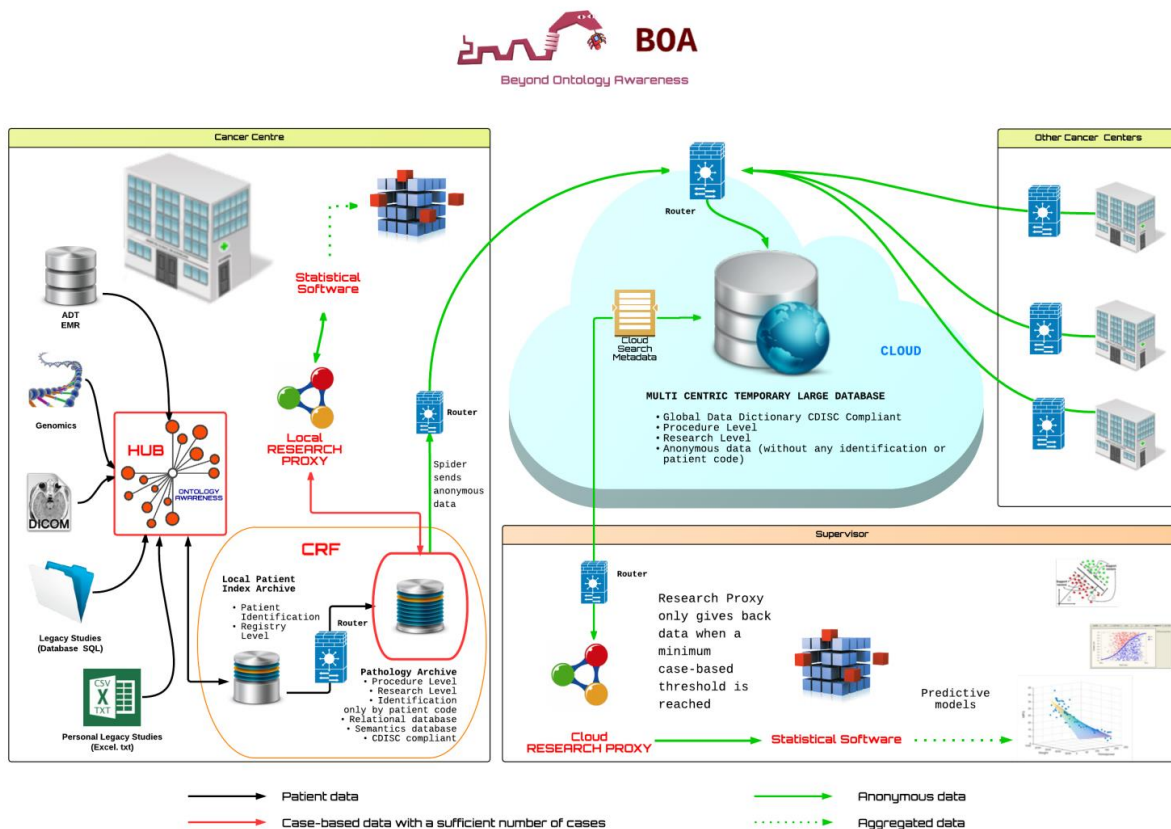 BOA
Beyond Ontology Awareness
Cancer Centre
ADT
EMR
Genomics
DICOM
Legacy Studies
(Database SQL)
CSV
X
TXT
Personal Legacy Studies
(Excel. txt)
HUB
ONTOLOGY
AWARENESS
Statistical
Software
Local
RESEARCH
PROXY
Router
Spider
sends
anonymous
data
CRF
Local Patient
Index Archive
• Patient
Identification
• Registry
Level
Router
Pathology Archive
• Procedure Level
• Research Level
• Identification
only by patient code
• Relational database
• Semantics database
• CDISC compliant
Router
Cloud
Search
Metadata
CLOUD
MULTI CENTRIC TEMPORARY LARGE DATABASE
• Global Data Dictionary CDISC Compliant
• Procedure Level
• Research Level
• Anonymous data (without any identification or
patient code)
Other Cancer Centers
Supervisor
Router
Cloud
RESEARCH PROXY
Research Proxy
only gives back
data when a
minimum
case-based
threshold is
reached
Statistical Software
Predictive
models
Patient data
Case-based data with a sufficient number of cases
Anonymous data
Aggregated data